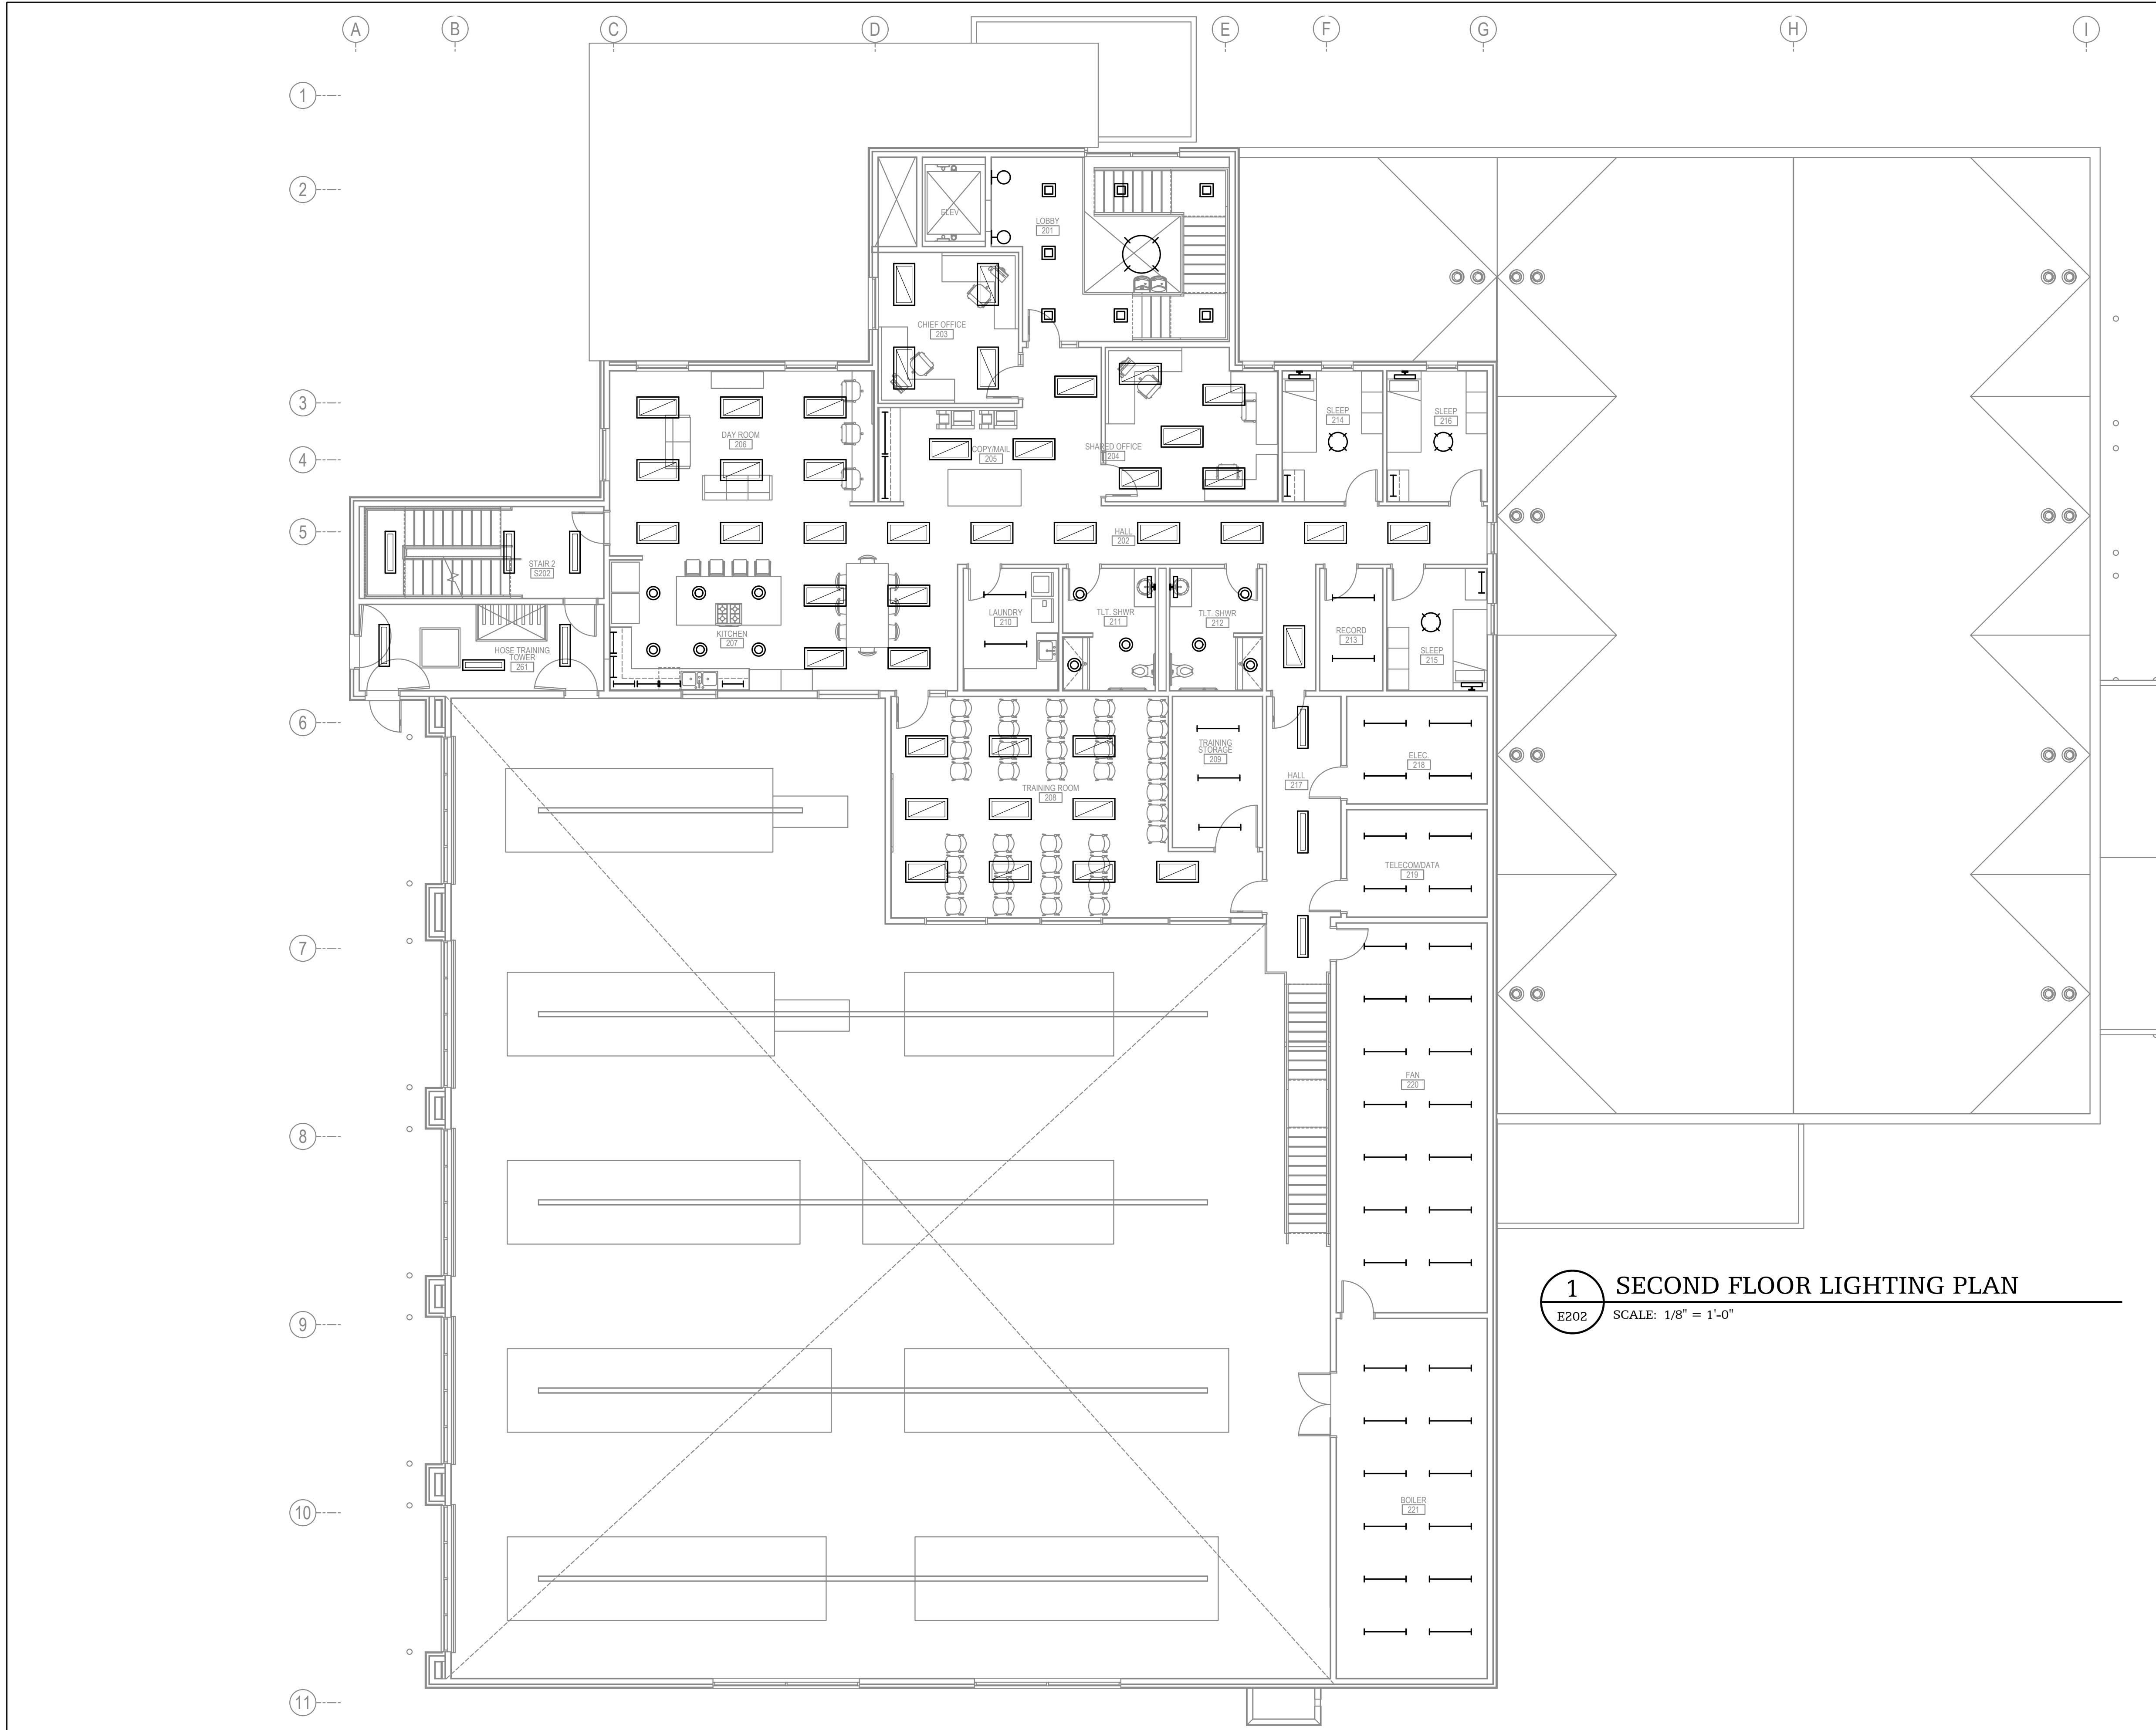 A B C D E F G H I
1
2
ELEV
LOBBY
201
CHIEF OFFICE
203
3
SLEEP
214
SLEEP
216
DAY ROOM
206
4
SHARED OFFICE
204
COPY/MAIL
205
5
HALL
202
STAIR 2
S202
LAUNDRY
210
TLT. SHWR
211
TLT. SHWR
212
RECORD
213
KITCHEN
207
HOSE TRAINING
TOWER
261
SLEEP
215
6
TRAINING
STORAGE
209
ELEC
218
HALL
217
TRAINING ROOM
208
TELECOM/DATA
219
7
FAN
220
8
1
E202
SECOND FLOOR LIGHTING PLAN
SCALE: 1/8" = 1'-0"
9
BOILER
221
10
11